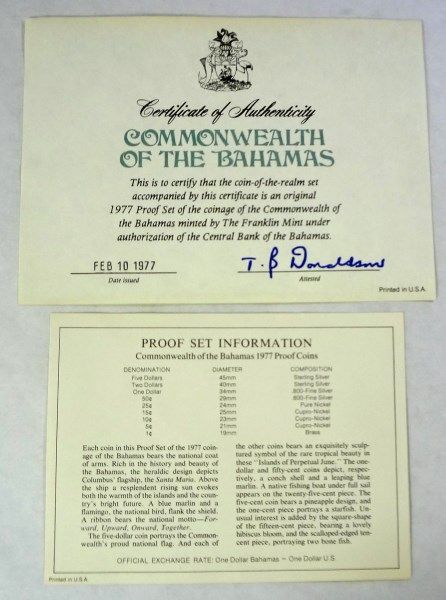 Certificate of Authenticity
COMMONWEALTH
OF THE BAHAMAS
This is to certify that the coin-of-the-realm set
accompanied by this certificate is an original
1977 Proof Set of the coinage of the Commonwealth of
the Bahamas minted by The Franklin Mint under
authorization of the Central Bank of the Bahamas.
FEB 10 1977 T. B Donaldson
Date issued Attested
Printed in U.S.A.
PROOF SET INFORMATION
Commonwealth of the Bahamas 1977 Proof Coins
DENOMINATION DIAMETER COMPOSITION
Five Dollars 45mm Sterling Silver
Two Dollars 40mm Sterling Silver
One Dollar 34mm .800-Fine Silver
50¢ 29mm .800-Fine Silver
25¢ 24mm Pure Nickel
15¢ 25mm Cupro-Nickel
10¢ 23mm Cupro-Nickel
5¢ 21mm Cupro-Nickel
1¢ 19mm Brass
Each coin in this Proof Set of the 1977 coin-
age of the Bahamas bears the national coat
of arms. Rich in the history and beauty of
the Bahamas, the heraldic design depicts
Columbus' flagship, the Santa Maria. Above
the ship a resplendent rising sun evokes
both the warmth of the islands and the coun-
try's bright future. A blue marlin and a
flamingo, the national bird, flank the shield.
A ribbon bears the national motto—For-
ward, Upward, Onward, Together.
The five-dollar coin portrays the Common-
wealth's proud national flag. And each of
the other coins bears an exquisitely sculp-
tured symbol of the rare tropical beauty in
these "Islands of Perpetual June." The one-
dollar and fifty-cent coins depict, respec-
tively, a conch shell and a leaping blue
marlin. A native fishing boat under full sail
appears on the twenty-five-cent piece. The
five-cent coin bears a pineapple design, and
the one-cent piece portrays a starfish. Un-
usual interest is added by the square-shape
of the fifteen-cent piece, bearing a lovely
hibiscus design, and the scalloped-edged ten-
cent piece, portraying two bone fish.
OFFICIAL EXCHANGE RATE: One Dollar Bahamas – One Dollar U.S.
Printed in U.S.A.